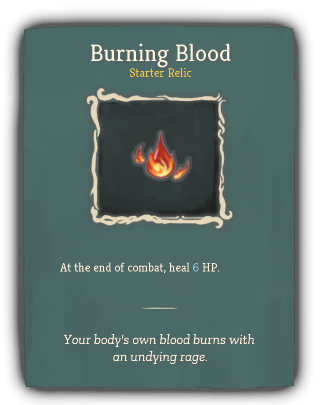 Burning Blood
Starter Relic
At the end of combat, heal 6 HP.
Your body's own blood burns with
an undying rage.